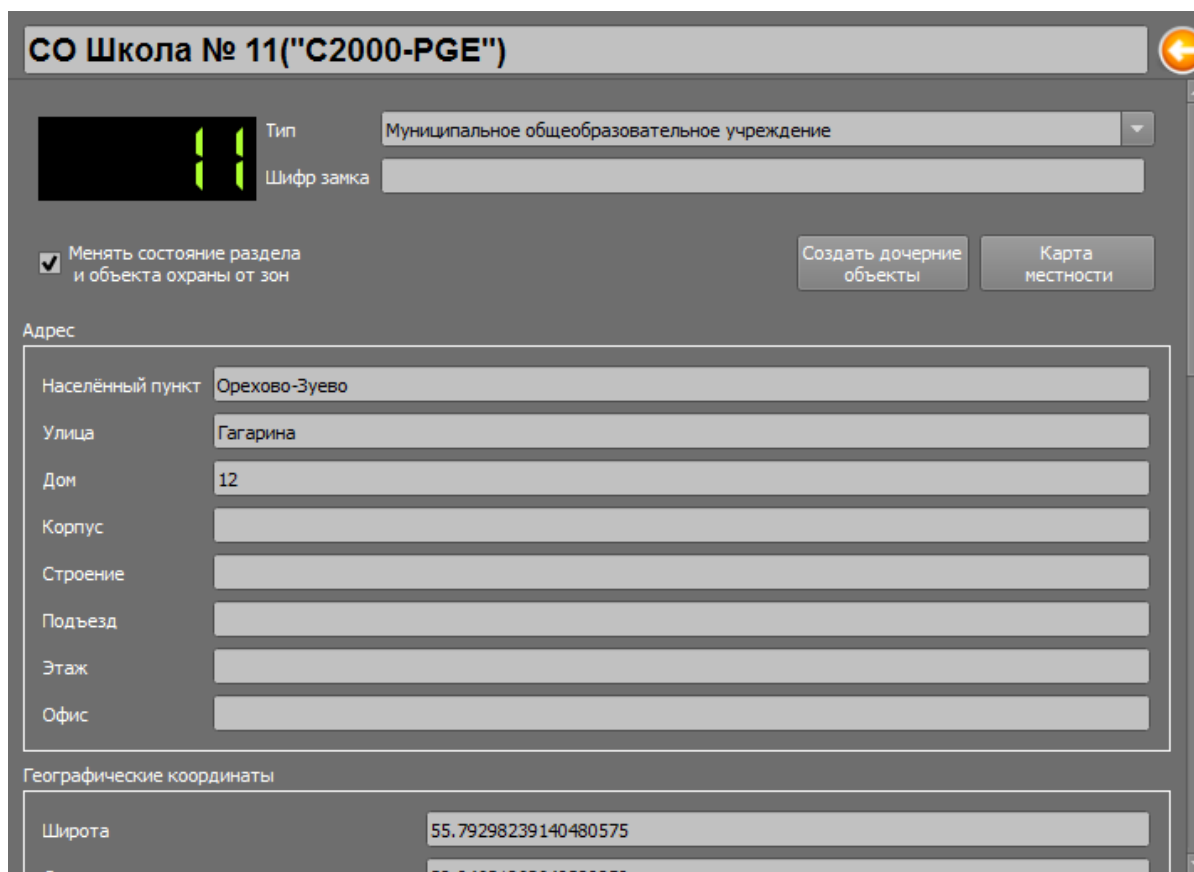 СО Школа № 11("С2000-PGE")
11
Тип
Муниципальное общеобразовательное учреждение
Шифр замка
Менять состояние раздела
и объекта охраны от зон
Создать дочерние
объекты
Карта
местности
Адрес
Населённый пункт Орехово-Зуево
Улица Гагарина
Дом 12
Корпус
Строение
Подъезд
Этаж
Офис
Географические координаты
Широта 55.79298239140480575